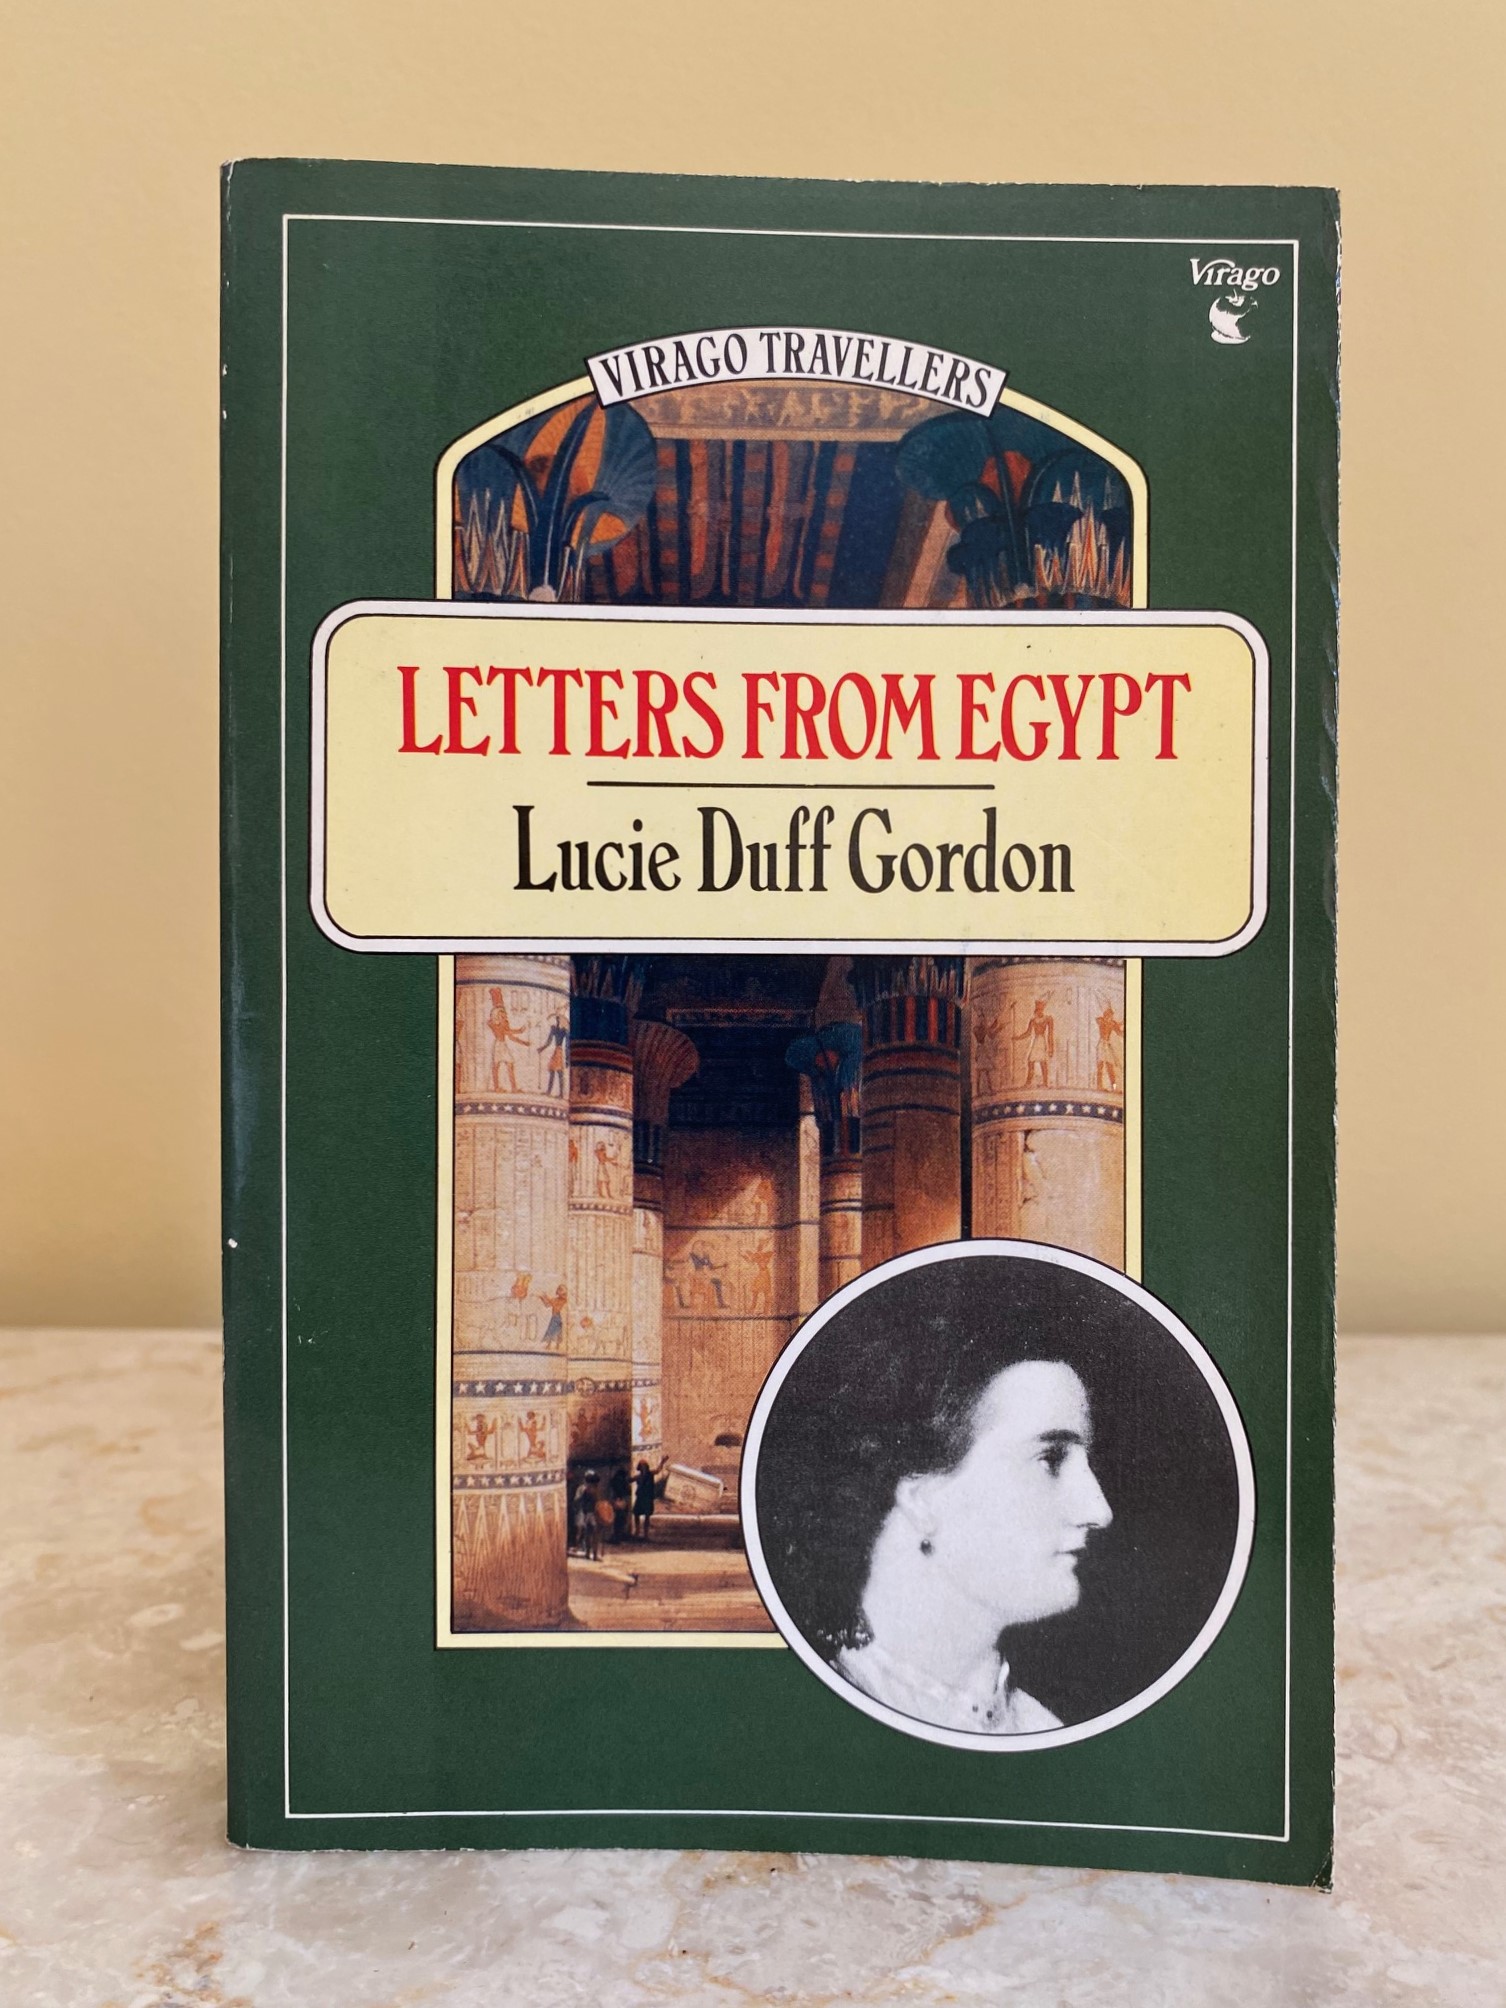 Virago
VIRAGO TRAVELLERS
LETTERS FROM EGYPT
Lucie Duff Gordon